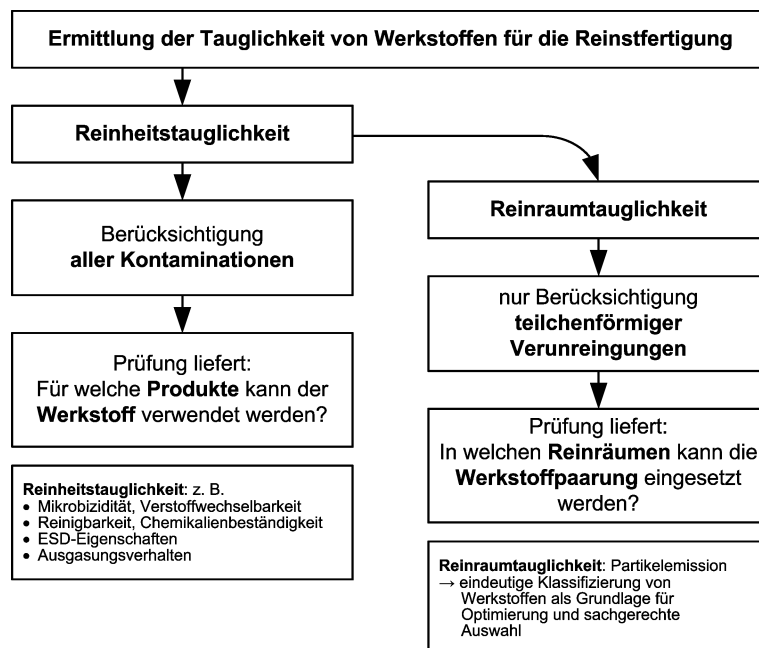 Ermittlung der Tauglichkeit von Werkstoffen für die Reinstfertigung
Reinheitstauglichkeit
Berücksichtigung
aller Kontaminationen
Prüfung liefert:
Für welche Produkte kann der
Werkstoff verwendet werden?
Reinheitstauglichkeit: z. B.
• Mikrobizidität, Verstoffwechselbarkeit
• Reinigbarkeit, Chemikalienbeständigkeit
• ESD-Eigenschaften
• Ausgasungsverhalten
Reinraumtauglichkeit
nur Berücksichtigung
teilchenförmiger
Verunreingungen
Prüfung liefert:
In welchen Reinräumen kann die
Werkstoffpaarung eingesetzt
werden?
Reinraumtauglichkeit: Partikelemission
→ eindeutige Klassifizierung von
Werkstoffen als Grundlage für
Optimierung und sachgerechte
Auswahl